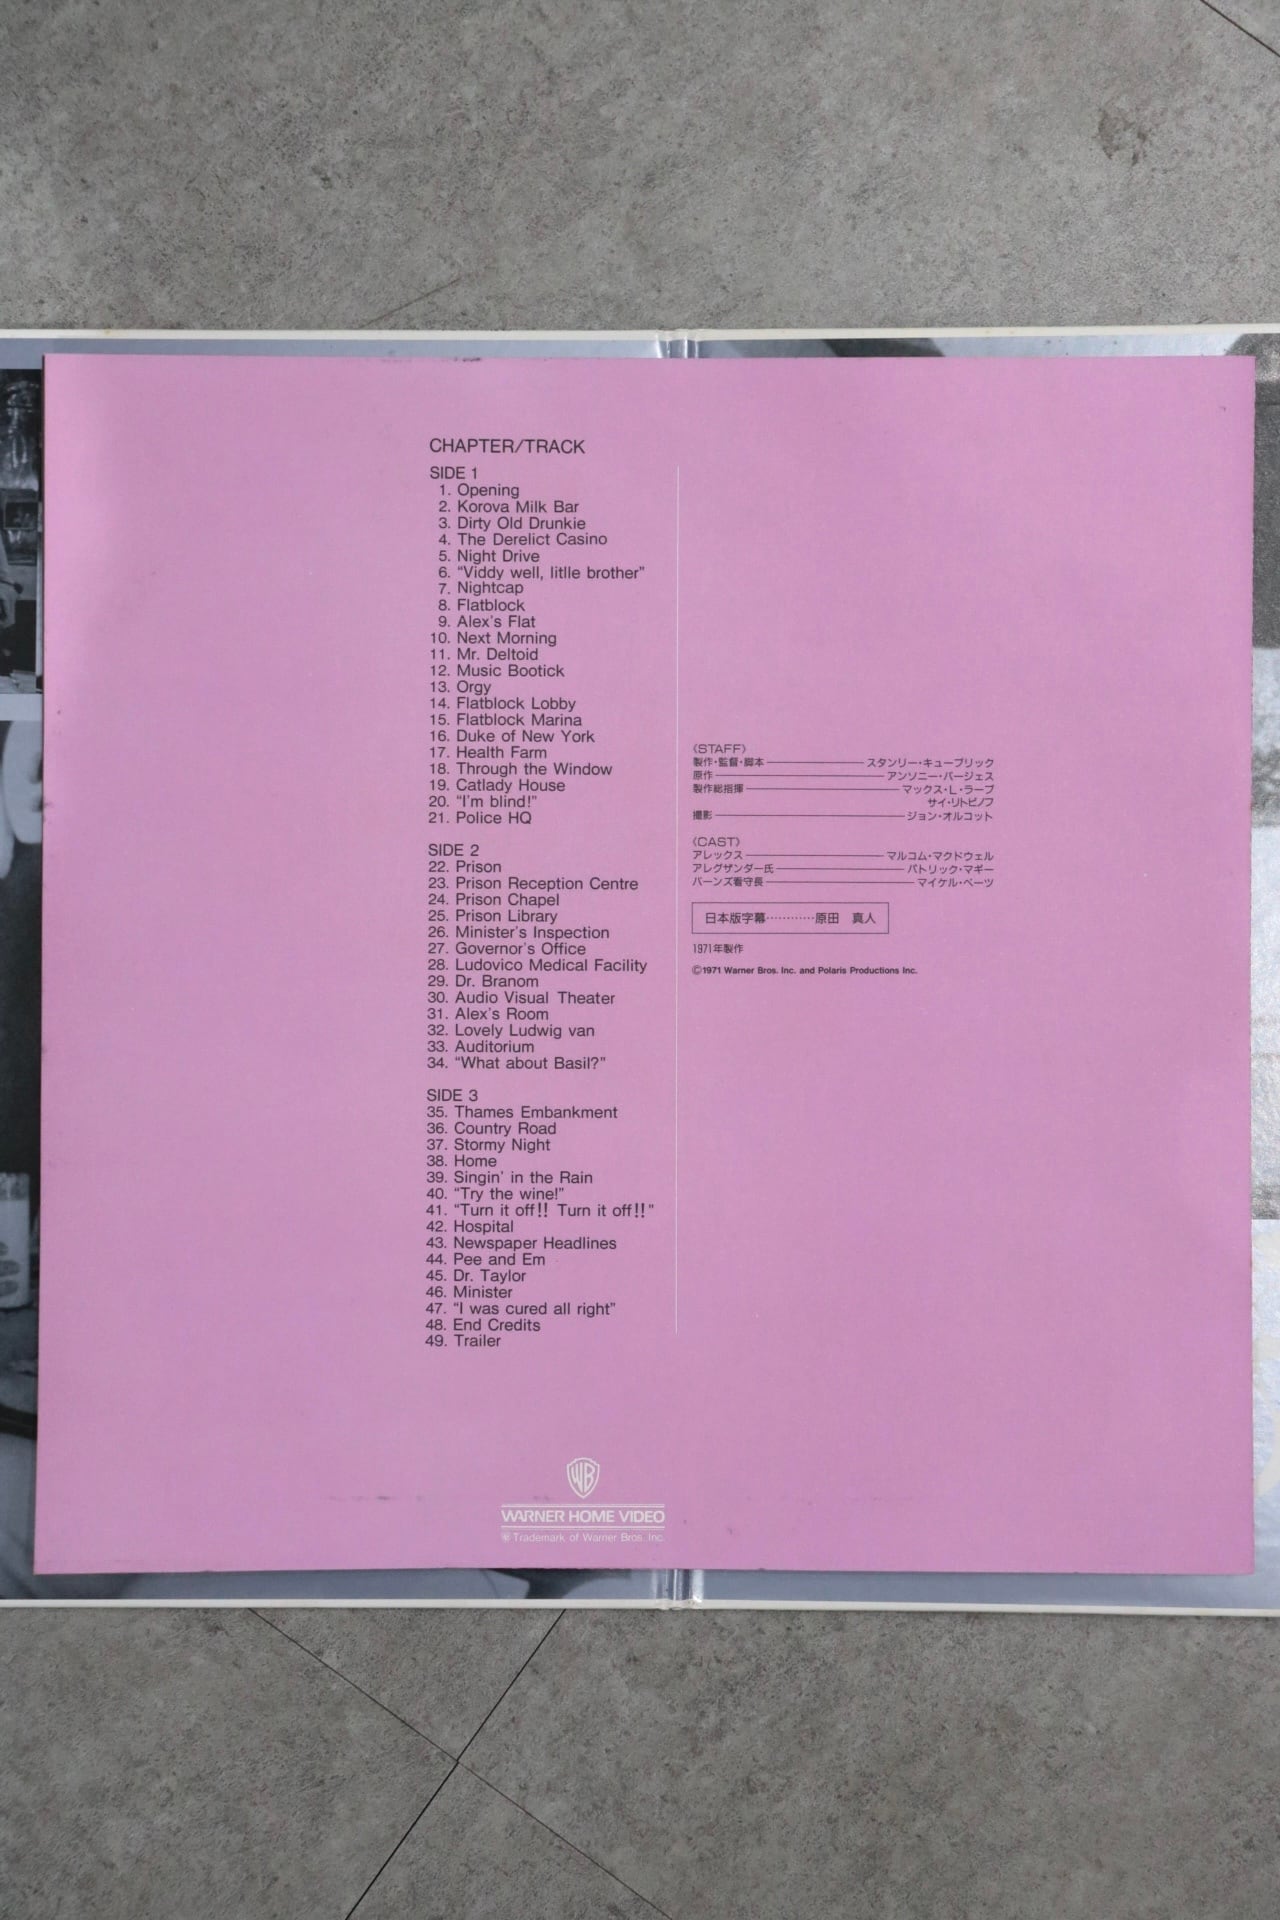 CHAPTER/TRACK
SIDE 1
1. Opening
2. Korova Milk Bar
3. Dirty Old Drunkie
4. The Derelict Casino
5. Night Drive
6. “Viddy well, litlle brother”
7. Nightcap
8. Flatblock
9. Alex's Flat
10. Next Morning
11. Mr. Deltoid
12. Music Bootick
13. Orgy
14. Flatblock Lobby
15. Flatblock Marina
16. Duke of New York
17. Health Farm
18. Through the Window
19. Catlady House
20. “I'm blind!”
21. Police HQ
SIDE 2
22. Prison
23. Prison Reception Centre
24. Prison Chapel
25. Prison Library
26. Minister's Inspection
27. Governor's Office
28. Ludovico Medical Facility
29. Dr. Branom
30. Audio Visual Theater
31. Alex's Room
32. Lovely Ludwig van
33. Auditorium
34. “What about Basil?”
SIDE 3
35. Thames Embankment
36. Country Road
37. Stormy Night
38. Home
39. Singin' in the Rain
40. “Try the wine!”
41. “Turn it off!! Turn it off!!”
42. Hospital
43. Newspaper Headlines
44. Pee and Em
45. Dr. Taylor
46. Minister
47. “I was cured all right”
48. End Credits
49. Trailer
〈STAFF〉
製作・監督・脚本――――スタンリー・キューブリック
原作――――アンソニー・バージェス
製作総指揮――――マックス・L・ラーブ
サイ・リトビノフ
撮影――――ジョン・オルコット
〈CAST〉
アレックス――――マルコム・マクドウェル
アレグザンダー氏――――パトリック・マギー
バーンズ看守長――――マイケル・ベーツ
日本版字幕…………原田 真人
1971年製作
©1971 Warner Bros. Inc. and Polaris Productions Inc.
WB
WARNER HOME VIDEO
® Trademark of Warner Bros. Inc.